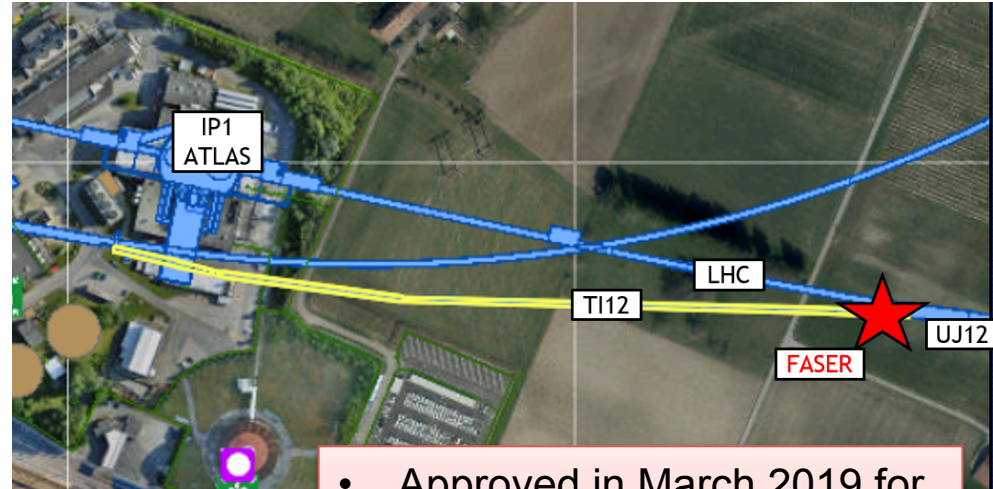 IP1
ATLAS
LHC
TI12
UJ12
FASER
• Approved in March 2019 for